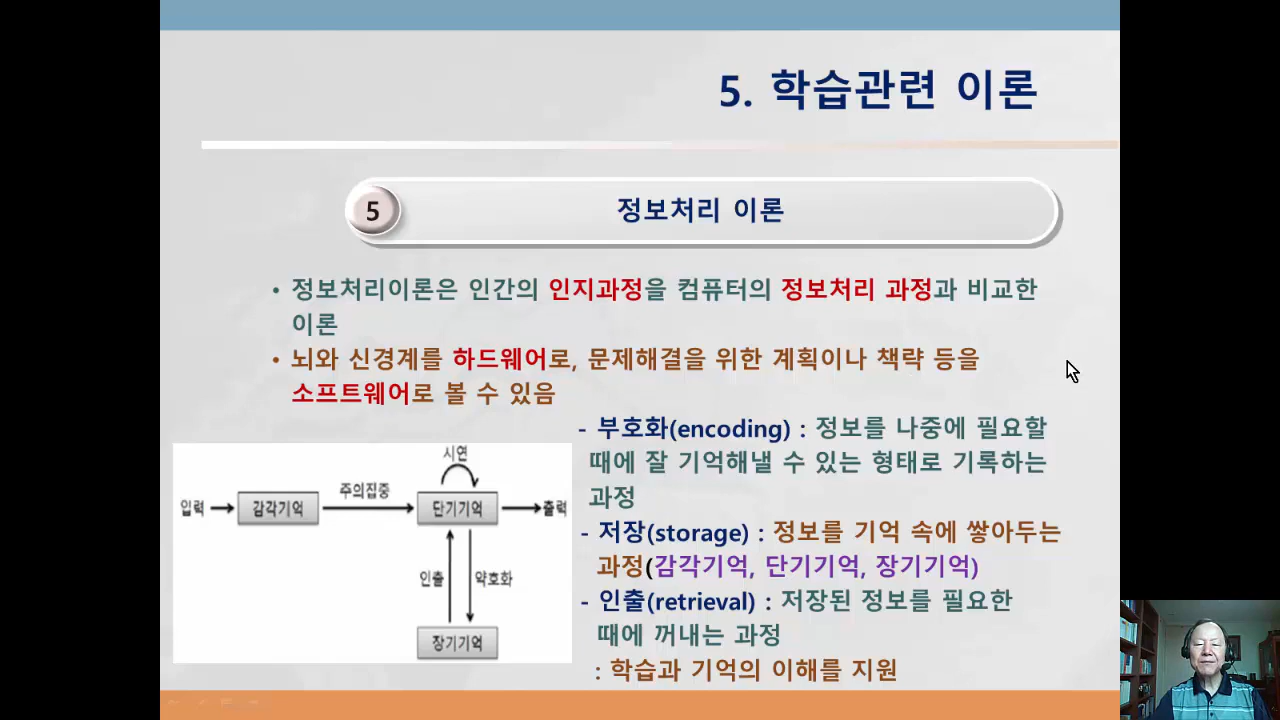 5. 학습관련 이론
5
정보처리 이론
• 정보처리이론은 인간의 인지과정을 컴퓨터의 정보처리 과정과 비교한
이론
• 뇌와 신경계를 하드웨어로, 문제해결을 위한 계획이나 책략 등을
소프트웨어로 볼 수 있음
- 부호화(encoding) : 정보를 나중에 필요할
때에 잘 기억해낼 수 있는 형태로 기록하는
과정
- 저장(storage) : 정보를 기억 속에 쌓아두는
과정(감각기억, 단기기억, 장기기억)
- 인출(retrieval) : 저장된 정보를 필요한
때에 꺼내는 과정
: 학습과 기억의 이해를 지원
시연
입력
감각기억
주의집중
단기기억
출력
인출
약호화
장기기억